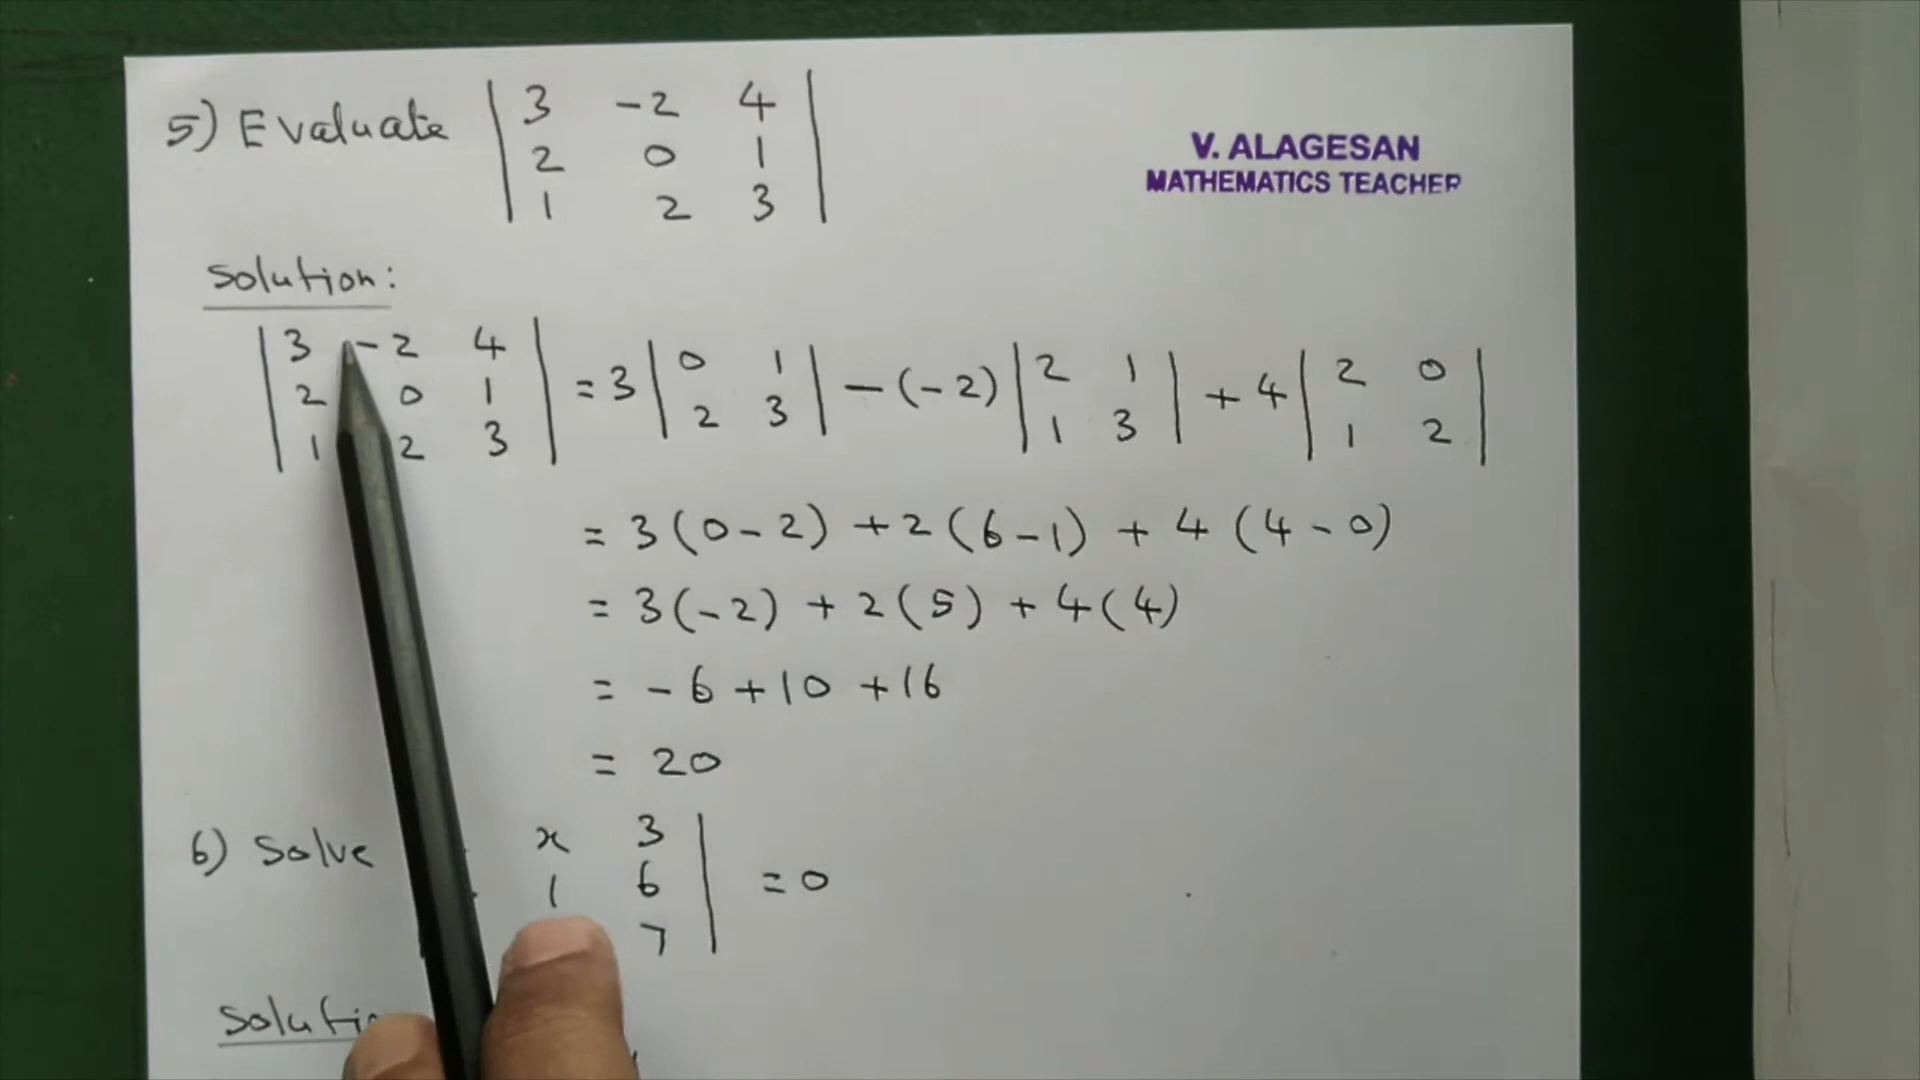 5) Evaluate | 3 -2 4 |
| 2 0 1 |
| 1 2 3 |
V. ALAGESAN
MATHEMATICS TEACHER
Solution:
| 3 -2 4 | = 3 | 0 1 | - (-2) | 2 1 | + 4 | 2 0 |
| 2 0 1 | | 2 3 | | 1 3 | | 1 2 |
| 1 2 3 |
= 3 (0 - 2) + 2 (6 - 1) + 4 (4 - 0)
= 3 (-2) + 2 (5) + 4 (4)
= - 6 + 10 + 16
= 20
6) Solve x 3 | = 0
1 6 |
7 |